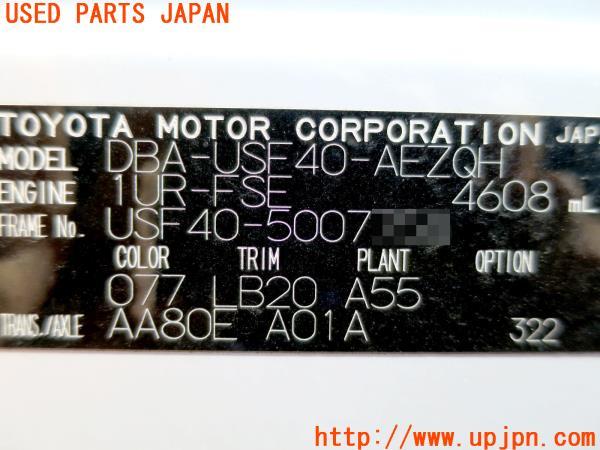 USED PARTS JAPAN
TOYOTA MOTOR CORPORATION JAPA
MODEL DBA-USF40-AEZQH
ENGINE 1UR-FSE 4608 mL
FRAME No. USF40-5007
COLOR TRIM PLANT OPTION
077 LB20 A55
TRANS./AXLE AA80E A01A 322
http://www.upjpn.com/